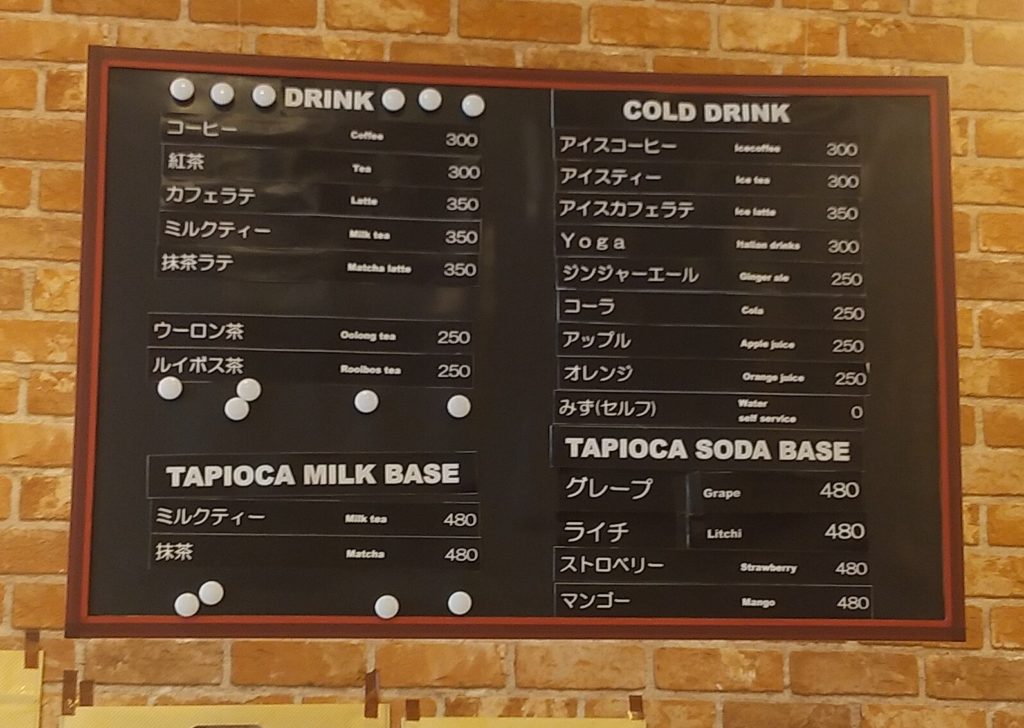 DRINK
コーヒー Coffee 300
紅茶 Tea 300
カフェラテ Latte 350
ミルクティー Milk tea 350
抹茶ラテ Matcha latte 350
ウーロン茶 Oolong tea 250
ルイボス茶 Rooibos tea 250
TAPIOCA MILK BASE
ミルクティー Milk tea 480
抹茶 Matcha 480
COLD DRINK
アイスコーヒー Icecoffee 300
アイスティー Ice tea 300
アイスカフェラテ Ice latte 350
Ｙｏｇａ Italian drinks 300
ジンジャーエール Ginger ale 250
コーラ Cola 250
アップル Apple juice 250
オレンジ Orange juice 250
みず(セルフ) Water self service 0
TAPIOCA SODA BASE
グレープ Grape 480
ライチ Litchi 480
ストロベリー Strawberry 480
マンゴー Mango 480